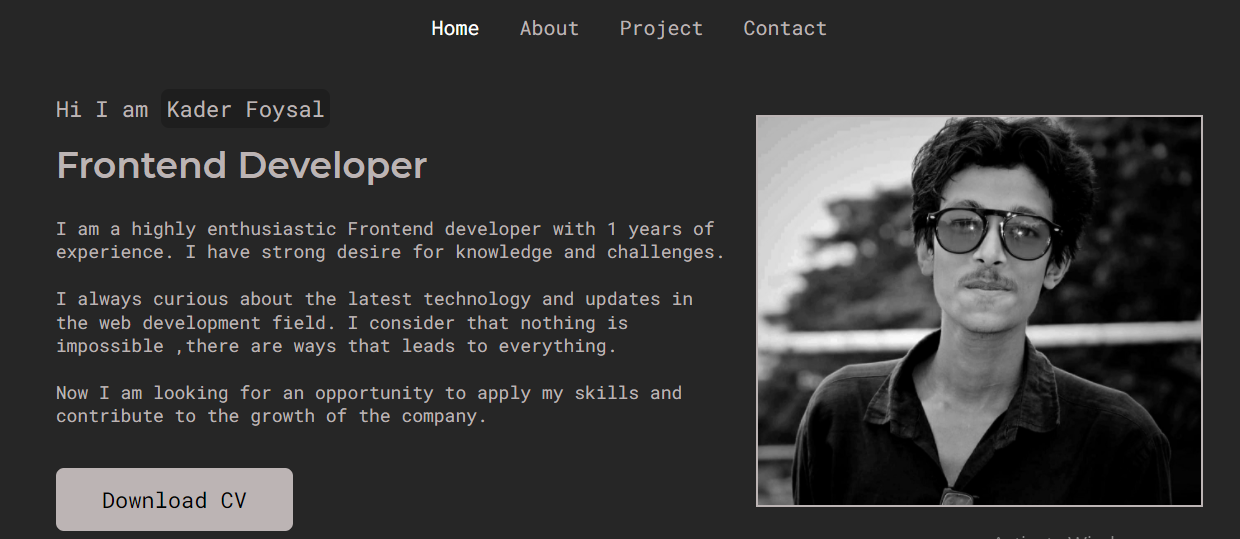 Home About Project Contact
Hi I am Kader Foysal
Frontend Developer
I am a highly enthusiastic Frontend developer with 1 years of
experience. I have strong desire for knowledge and challenges.
I always curious about the latest technology and updates in
the web development field. I consider that nothing is
impossible ,there are ways that leads to everything.
Now I am looking for an opportunity to apply my skills and
contribute to the growth of the company.
Download CV